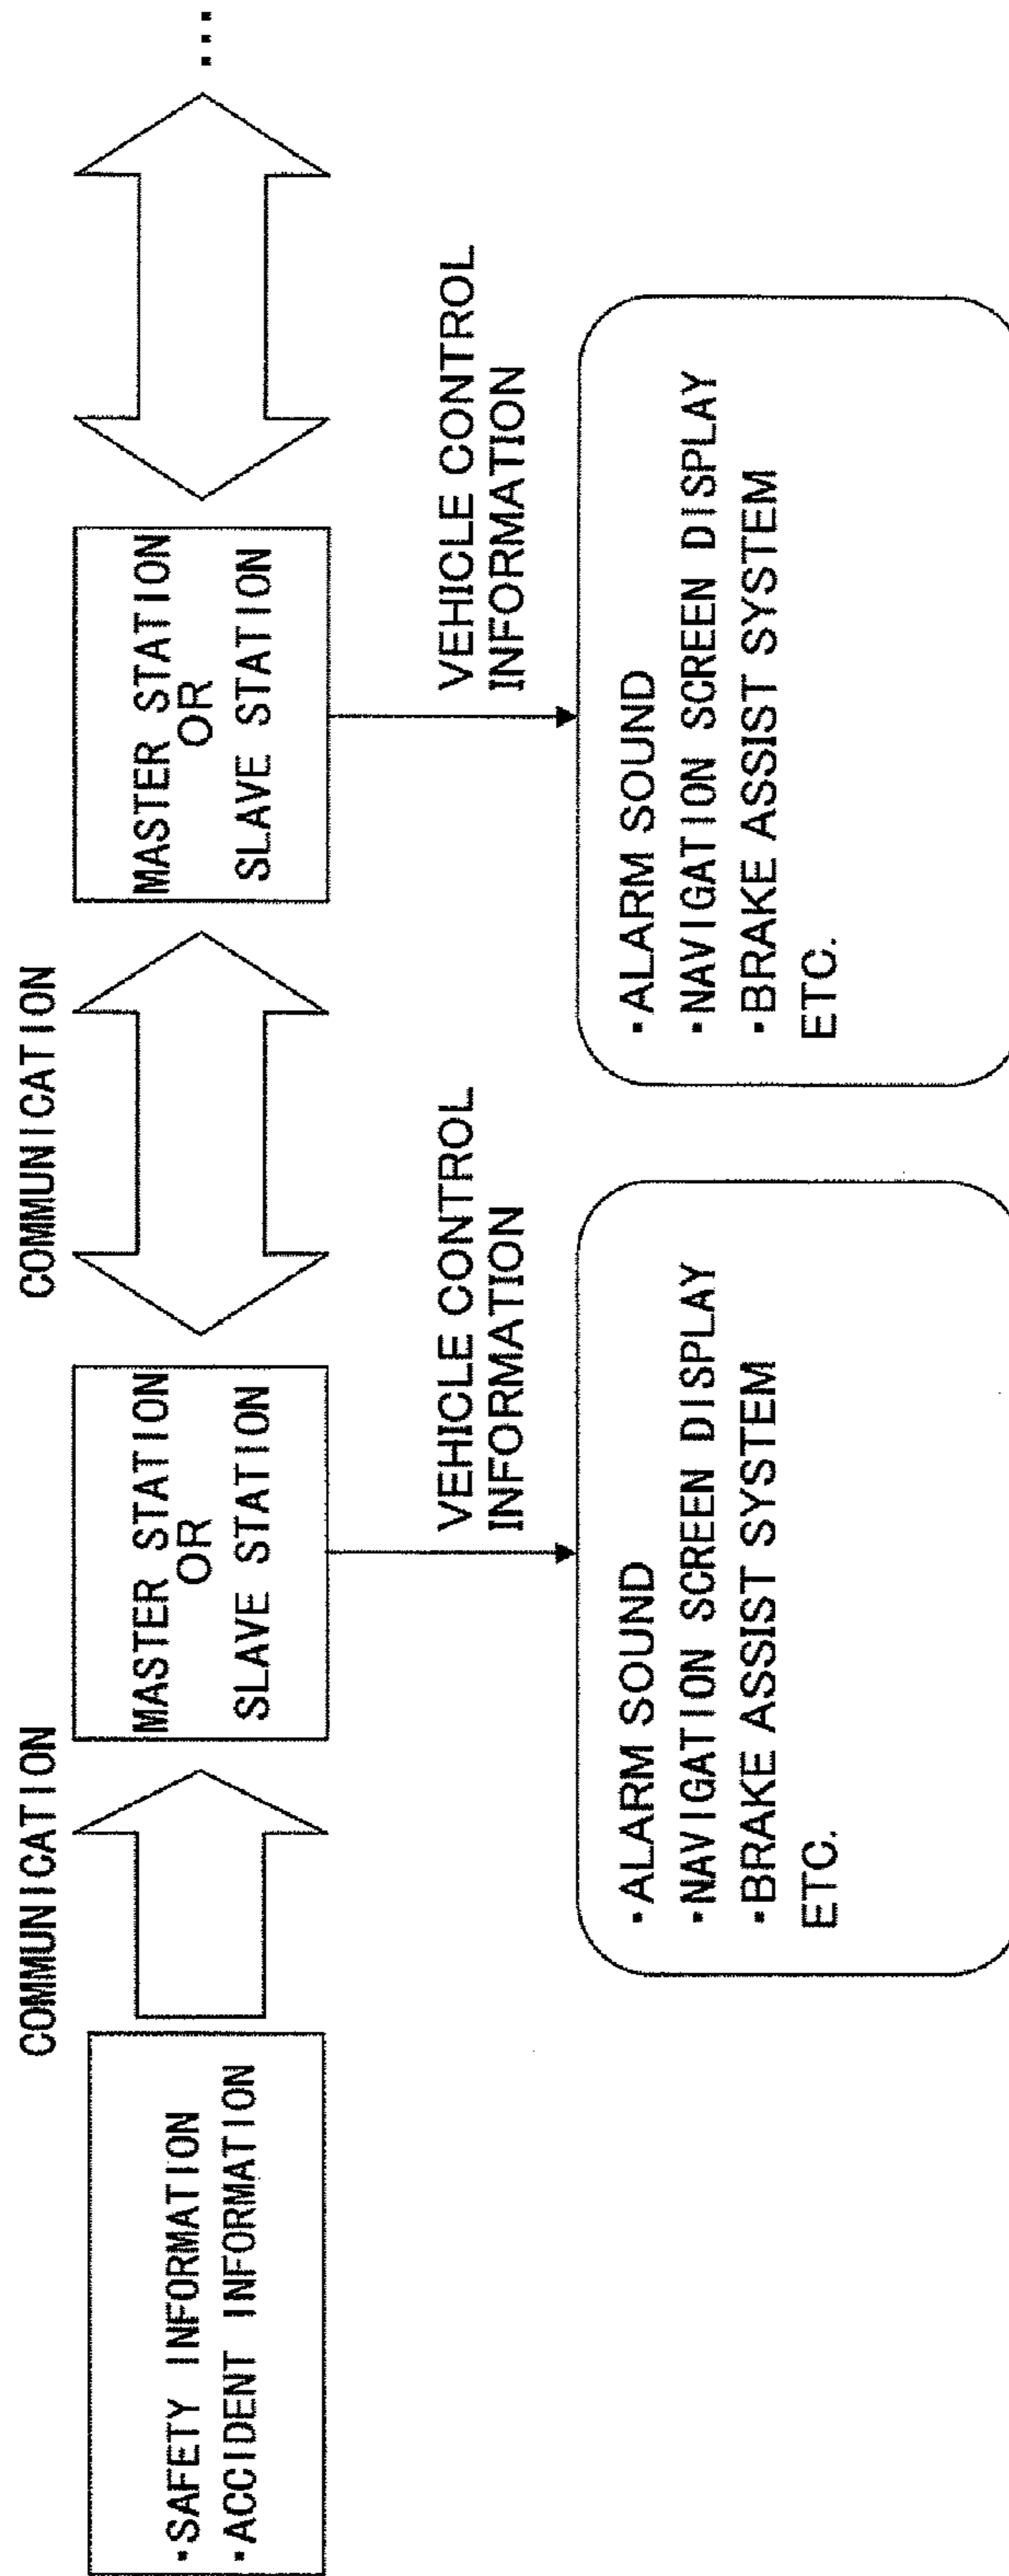 COMMUNICATION
COMMUNICATION
•SAFETY INFORMATION
•ACCIDENT INFORMATION
MASTER STATION
OR
SLAVE STATION
MASTER STATION
OR
SLAVE STATION
...
VEHICLE CONTROL
INFORMATION
VEHICLE CONTROL
INFORMATION
•ALARM SOUND
•NAVIGATION SCREEN DISPLAY
•BRAKE ASSIST SYSTEM
ETC.
•ALARM SOUND
•NAVIGATION SCREEN DISPLAY
•BRAKE ASSIST SYSTEM
ETC.